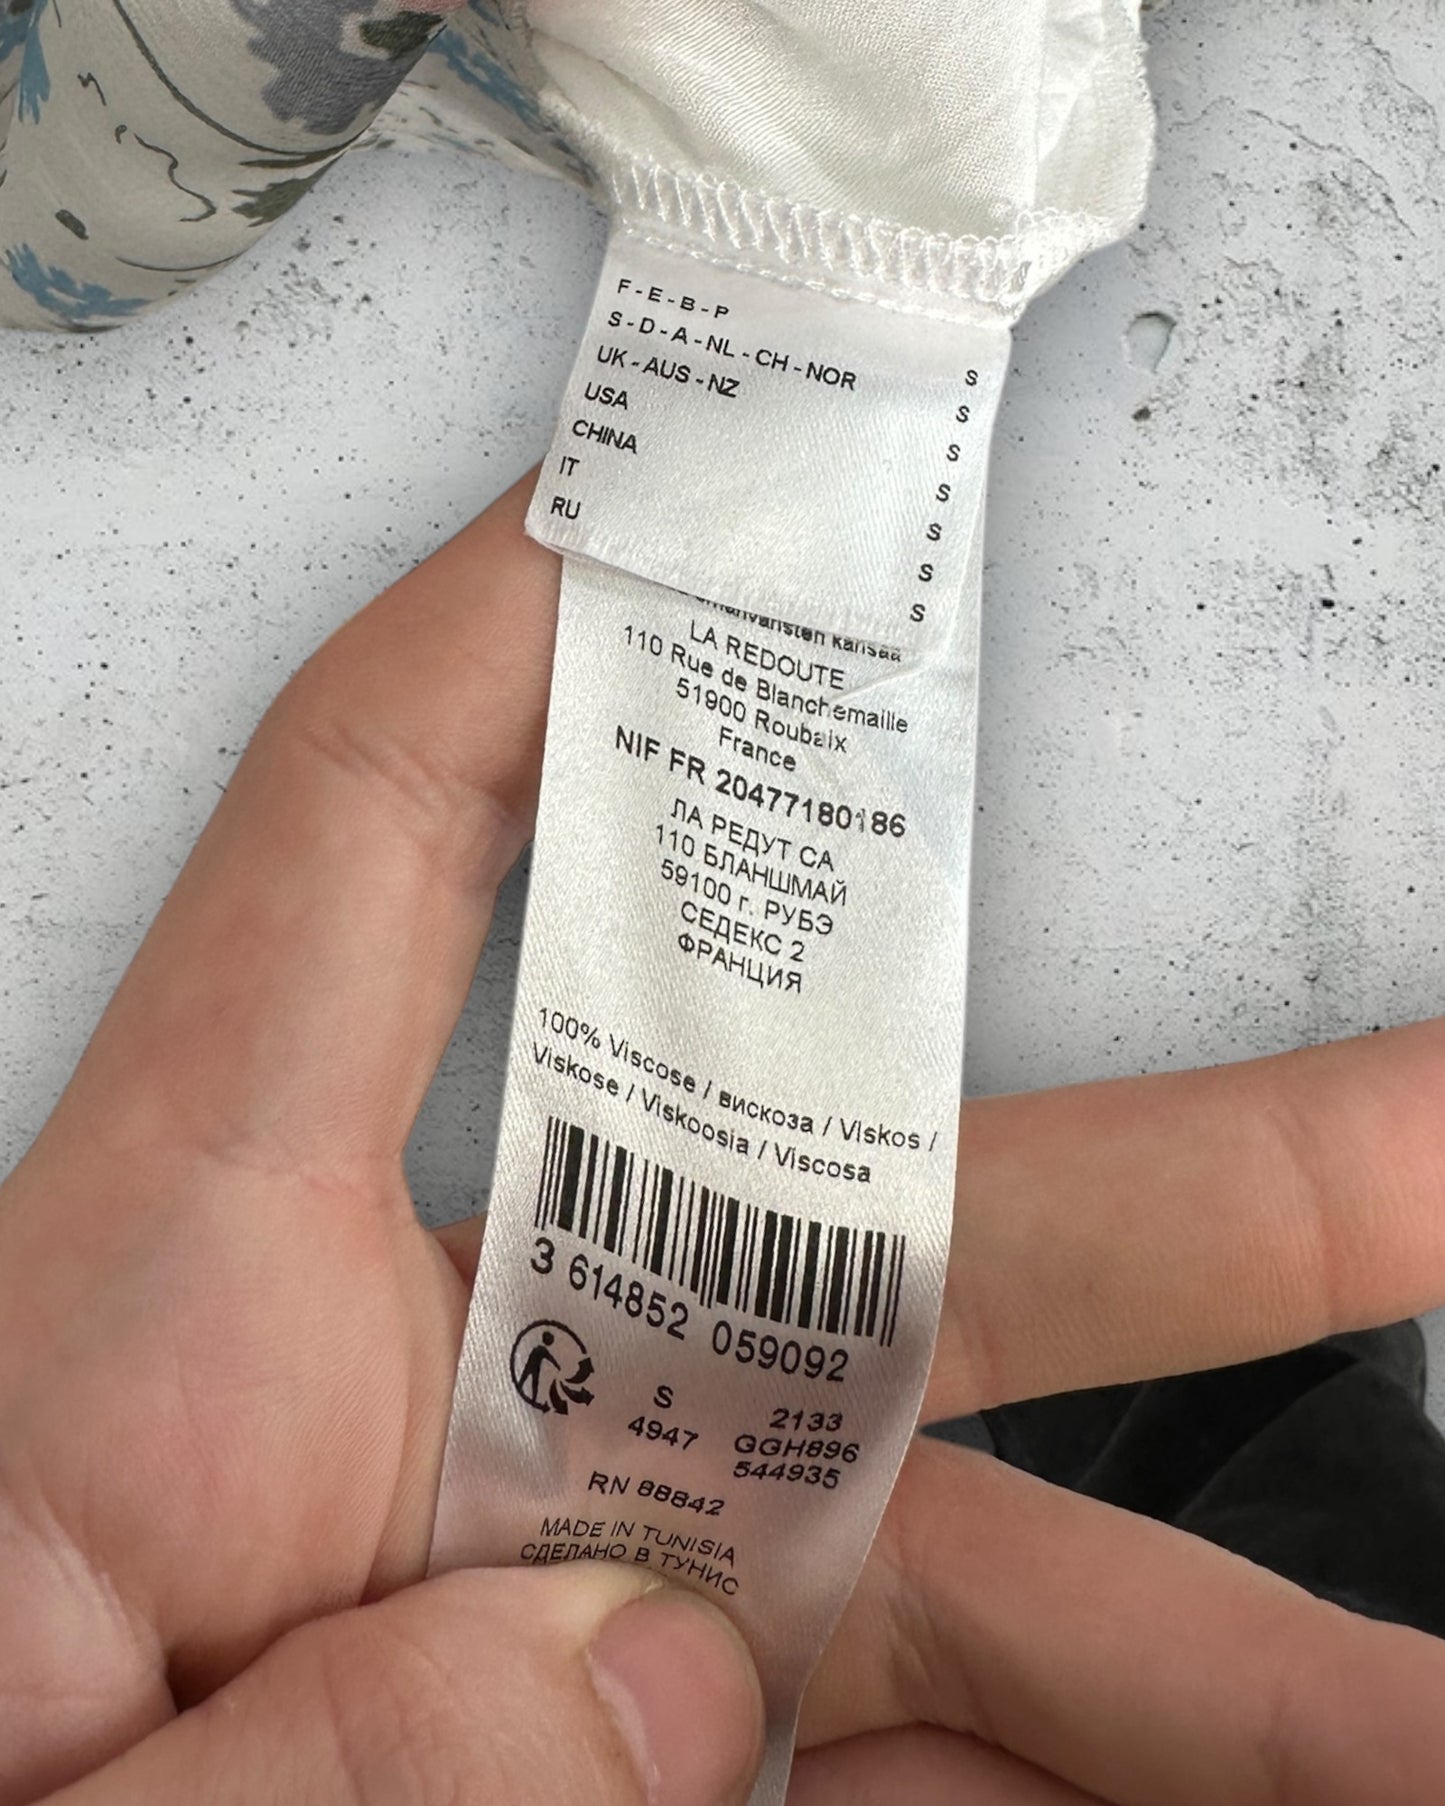 F - E - B - P S
S - D - A - NL - CH - NOR S
UK - AUS - NZ S
USA S
CHINA S
IT S
RU S
kansaa
LA REDOUTE
110 Rue de Blanchemaille
51900 Roubaix
France
NIF FR 20477180186
ЛА РЕДУТ СА
110 БЛАНШМАЙ
59100 г. РУБЭ
СЕДЕКС 2
ФРАНЦИЯ
100% Viscose / вискоза / Viskos /
Viskose / Viskoosia / Viscosa
3 614852 059092
S 2133
4947 GGH896
544935
RN 88842
MADE IN TUNISIA
СДЕЛАНО В ТУНИС